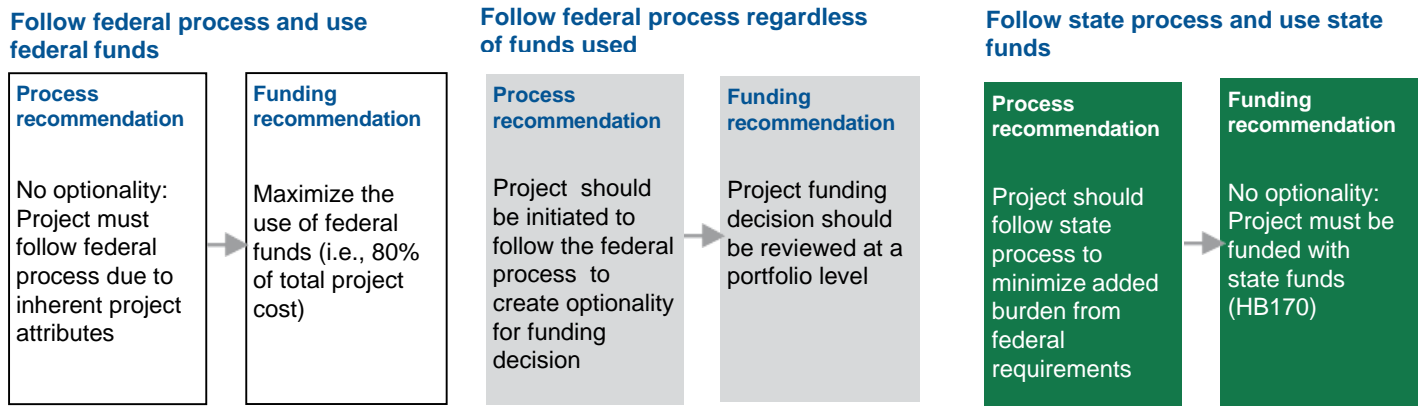 Follow federal process and use
federal funds
Process
recommendation
No optionality:
Project must
follow federal
process due to
inherent project
attributes
Funding
recommendation
Maximize the
use of federal
funds (i.e., 80%
of total project
cost)
Follow federal process regardless
of funds used
Process
recommendation
Project should
be initiated to
follow the federal
process to
create optionality
for funding
decision
Funding
recommendation
Project funding
decision should
be reviewed at a
portfolio level
Follow state process and use state
funds
Process
recommendation
Project should
follow state
process to
minimize added
burden from
federal
requirements
Funding
recommendation
No optionality:
Project must be
funded with
state funds
(HB170)